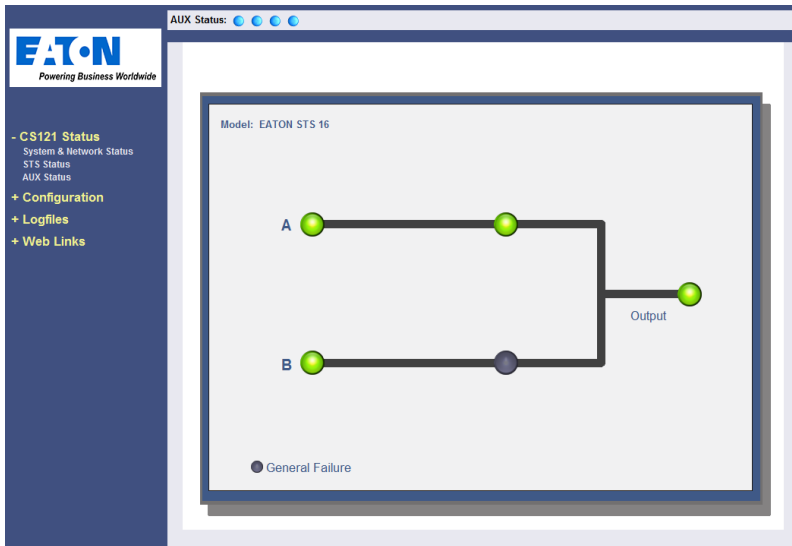 AUX Status:
EATON
Powering Business Worldwide
- CS121 Status
System & Network Status
STS Status
AUX Status
+ Configuration
+ Logfiles
+ Web Links
Model: EATON STS 16
A
Output
B
General Failure